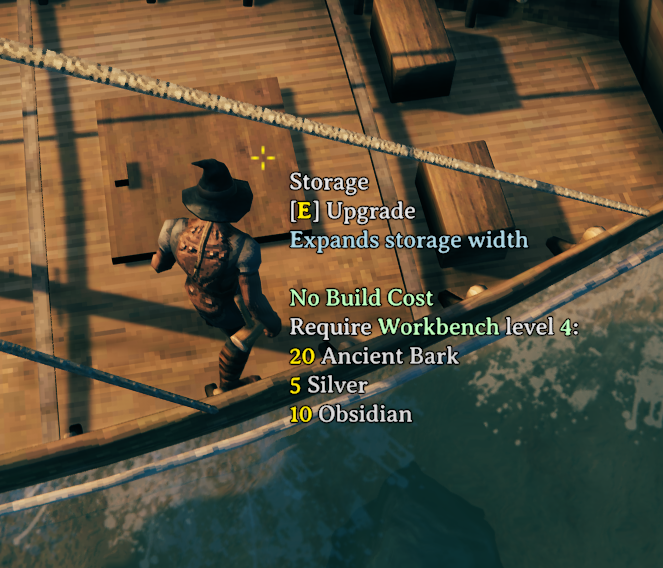 Storage
[E] Upgrade
Expands storage width
No Build Cost
Require Workbench level 4:
20 Ancient Bark
5 Silver
10 Obsidian